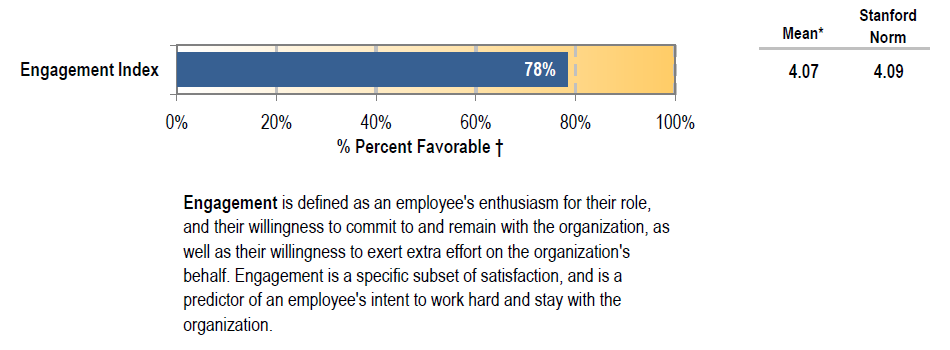 Stanford
Mean* Norm
Engagement Index 78% 4.07 4.09
0% 20% 40% 60% 80% 100%
% Percent Favorable †
Engagement is defined as an employee's enthusiasm for their role,
and their willingness to commit to and remain with the organization, as
well as their willingness to exert extra effort on the organization's
behalf. Engagement is a specific subset of satisfaction, and is a
predictor of an employee's intent to work hard and stay with the
organization.